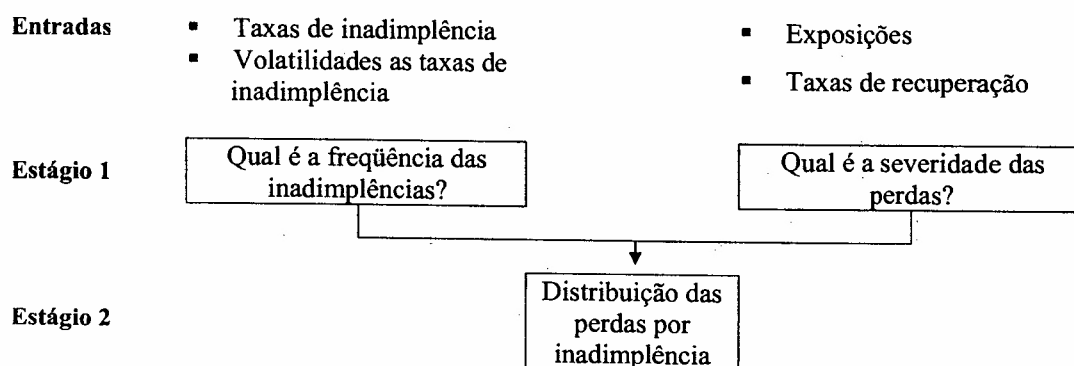 Entradas
▪ Taxas de inadimplência
▪ Volatilidades as taxas de
inadimplência
▪ Exposições
▪ Taxas de recuperação
Estágio 1
Qual é a freqüência das
inadimplências?
Qual é a severidade das
perdas?
Estágio 2
Distribuição das
perdas por
inadimplência